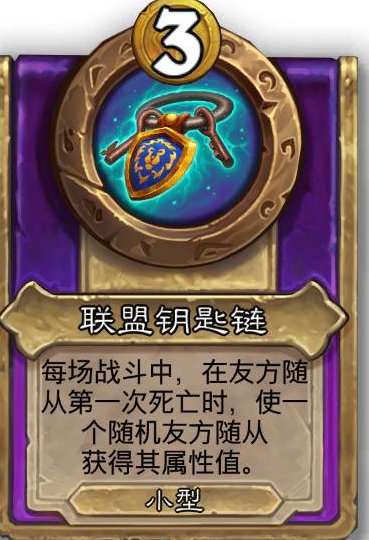 3
联盟钥匙链
每场战斗中，在友方随
从第一次死亡时，使一
个随机友方随从
获得其属性值。
小型